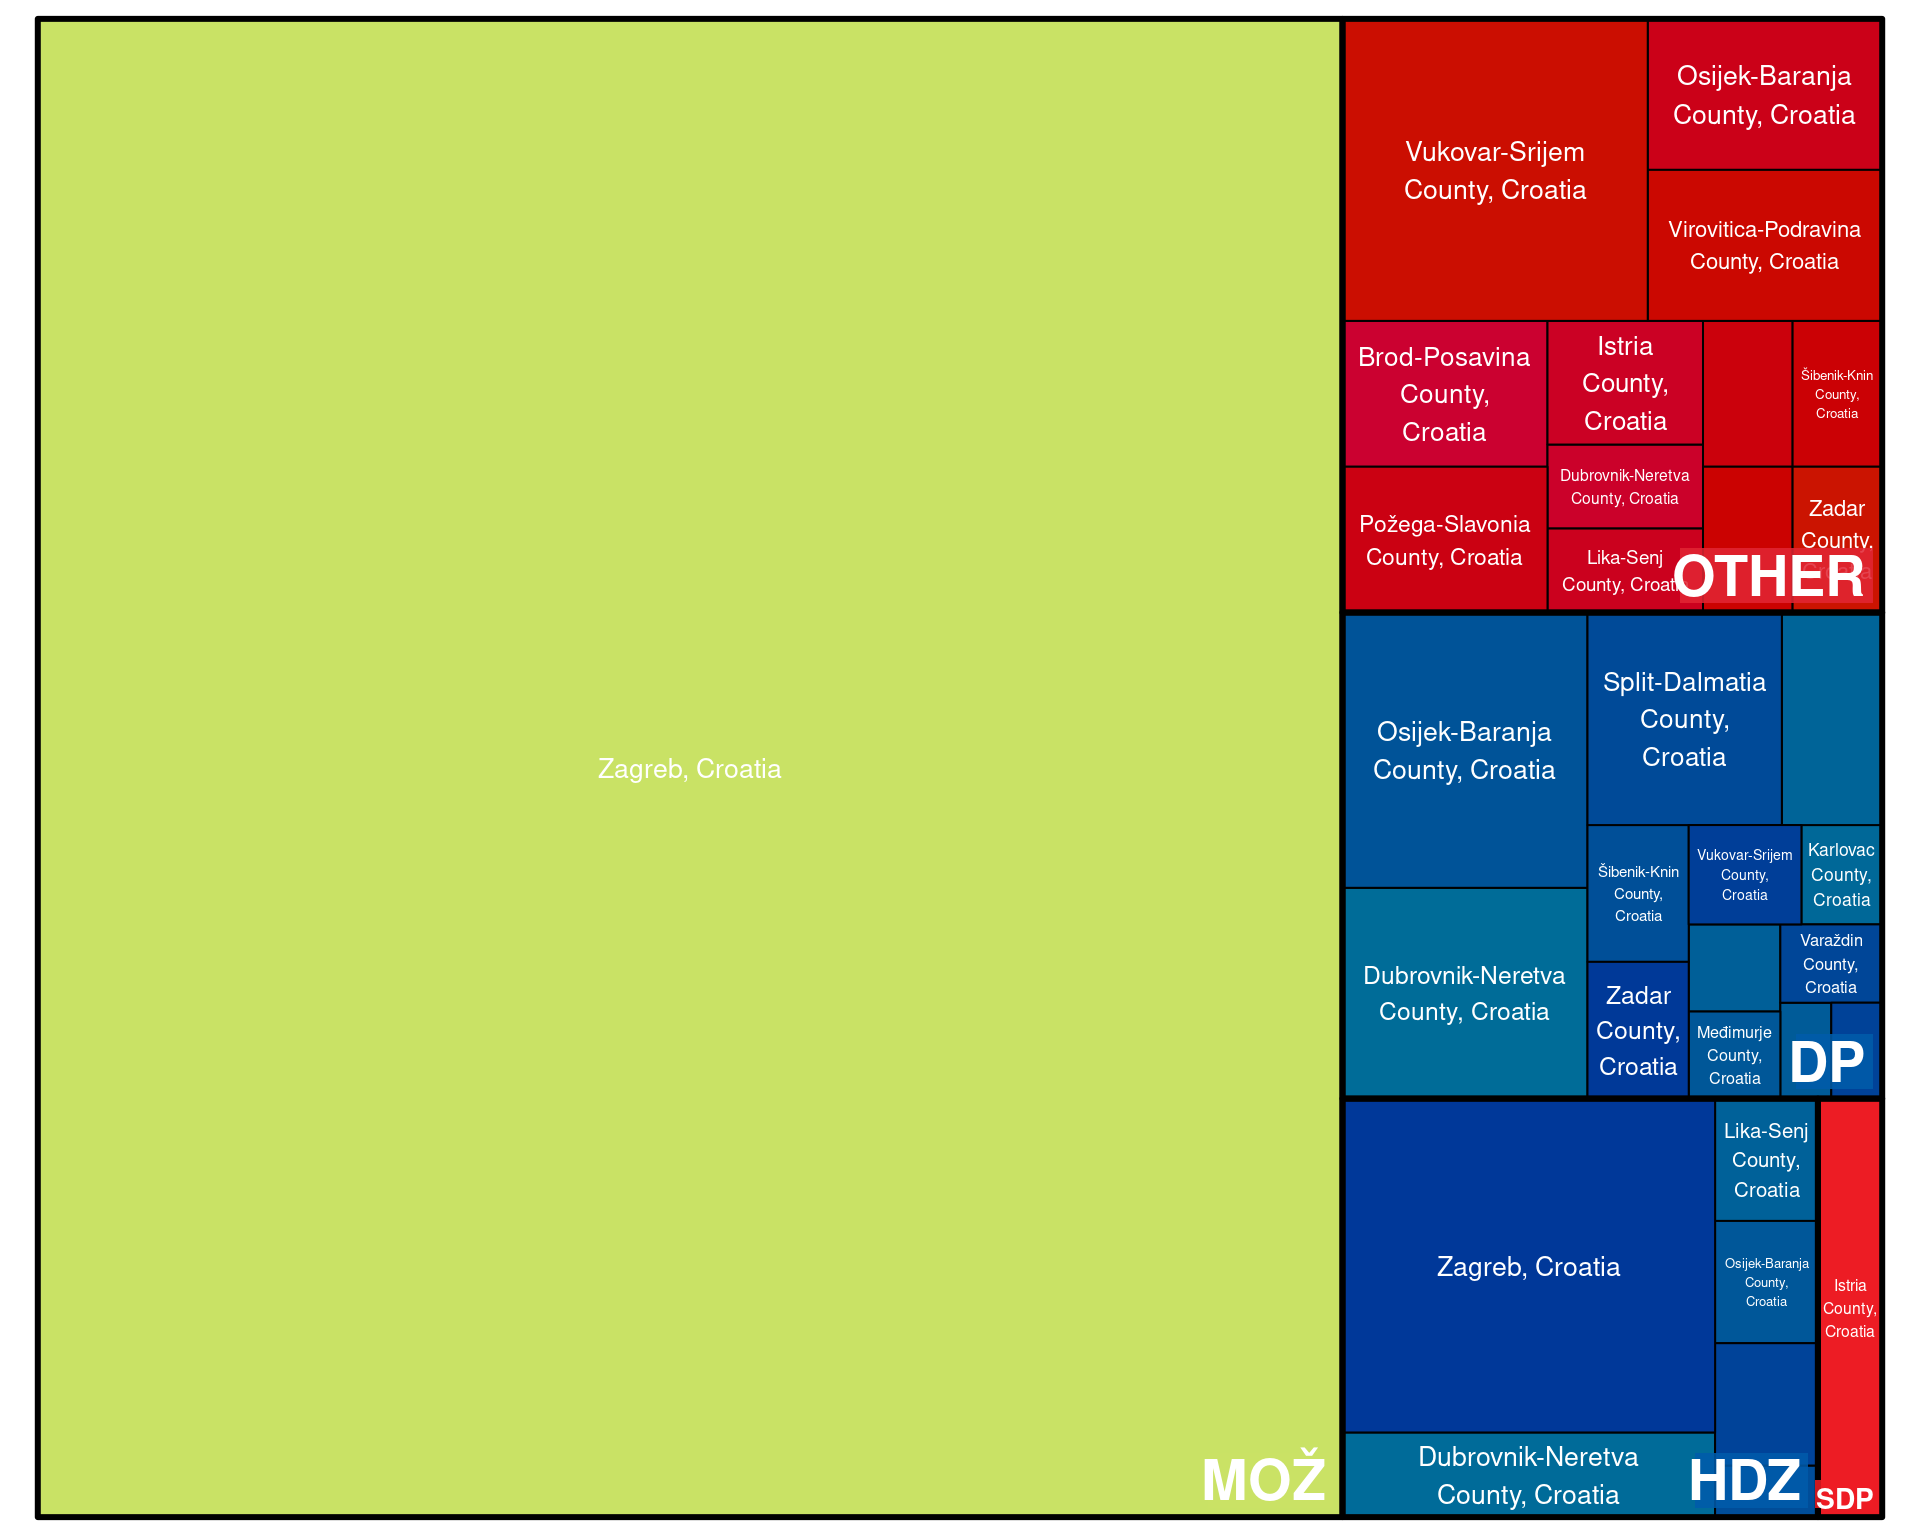 Zagreb, Croatia
MOŽ
Vukovar-Srijem
County, Croatia
Osijek-Baranja
County, Croatia
Virovitica-Podravina
County, Croatia
Brod-Posavina
County,
Croatia
Istria
County,
Croatia
Šibenik-Knin
County,
Croatia
Dubrovnik-Neretva
County, Croatia
Požega-Slavonia
County, Croatia
Lika-Senj
County, Croatia
Zadar
County,
Croatia
OTHER
Osijek-Baranja
County, Croatia
Split-Dalmatia
County,
Croatia
Šibenik-Knin
County,
Croatia
Vukovar-Srijem
County,
Croatia
Karlovac
County,
Croatia
Dubrovnik-Neretva
County, Croatia
Zadar
County,
Croatia
Varaždin
County,
Croatia
Međimurje
County,
Croatia
DP
Zagreb, Croatia
Lika-Senj
County,
Croatia
Osijek-Baranja
County,
Croatia
Istria
County,
Croatia
Dubrovnik-Neretva
County, Croatia
HDZ
SDP